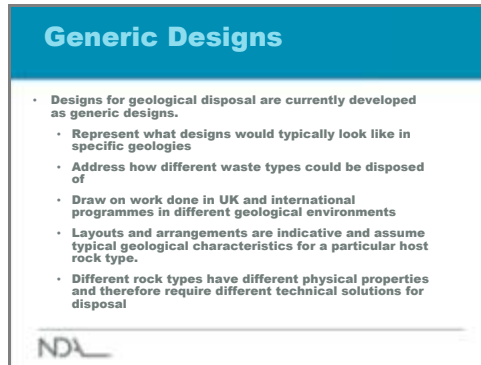 Generic Designs
• Designs for geological disposal are currently developed
as generic designs.
• Represent what designs would typically look like in
specific geologies
• Address how different waste types could be disposed
of
• Draw on work done in UK and international
programmes in different geological environments
• Layouts and arrangements are indicative and assume
typical geological characteristics for a particular host
rock type.
• Different rock types have different physical properties
and therefore require different technical solutions for
disposal
NDA